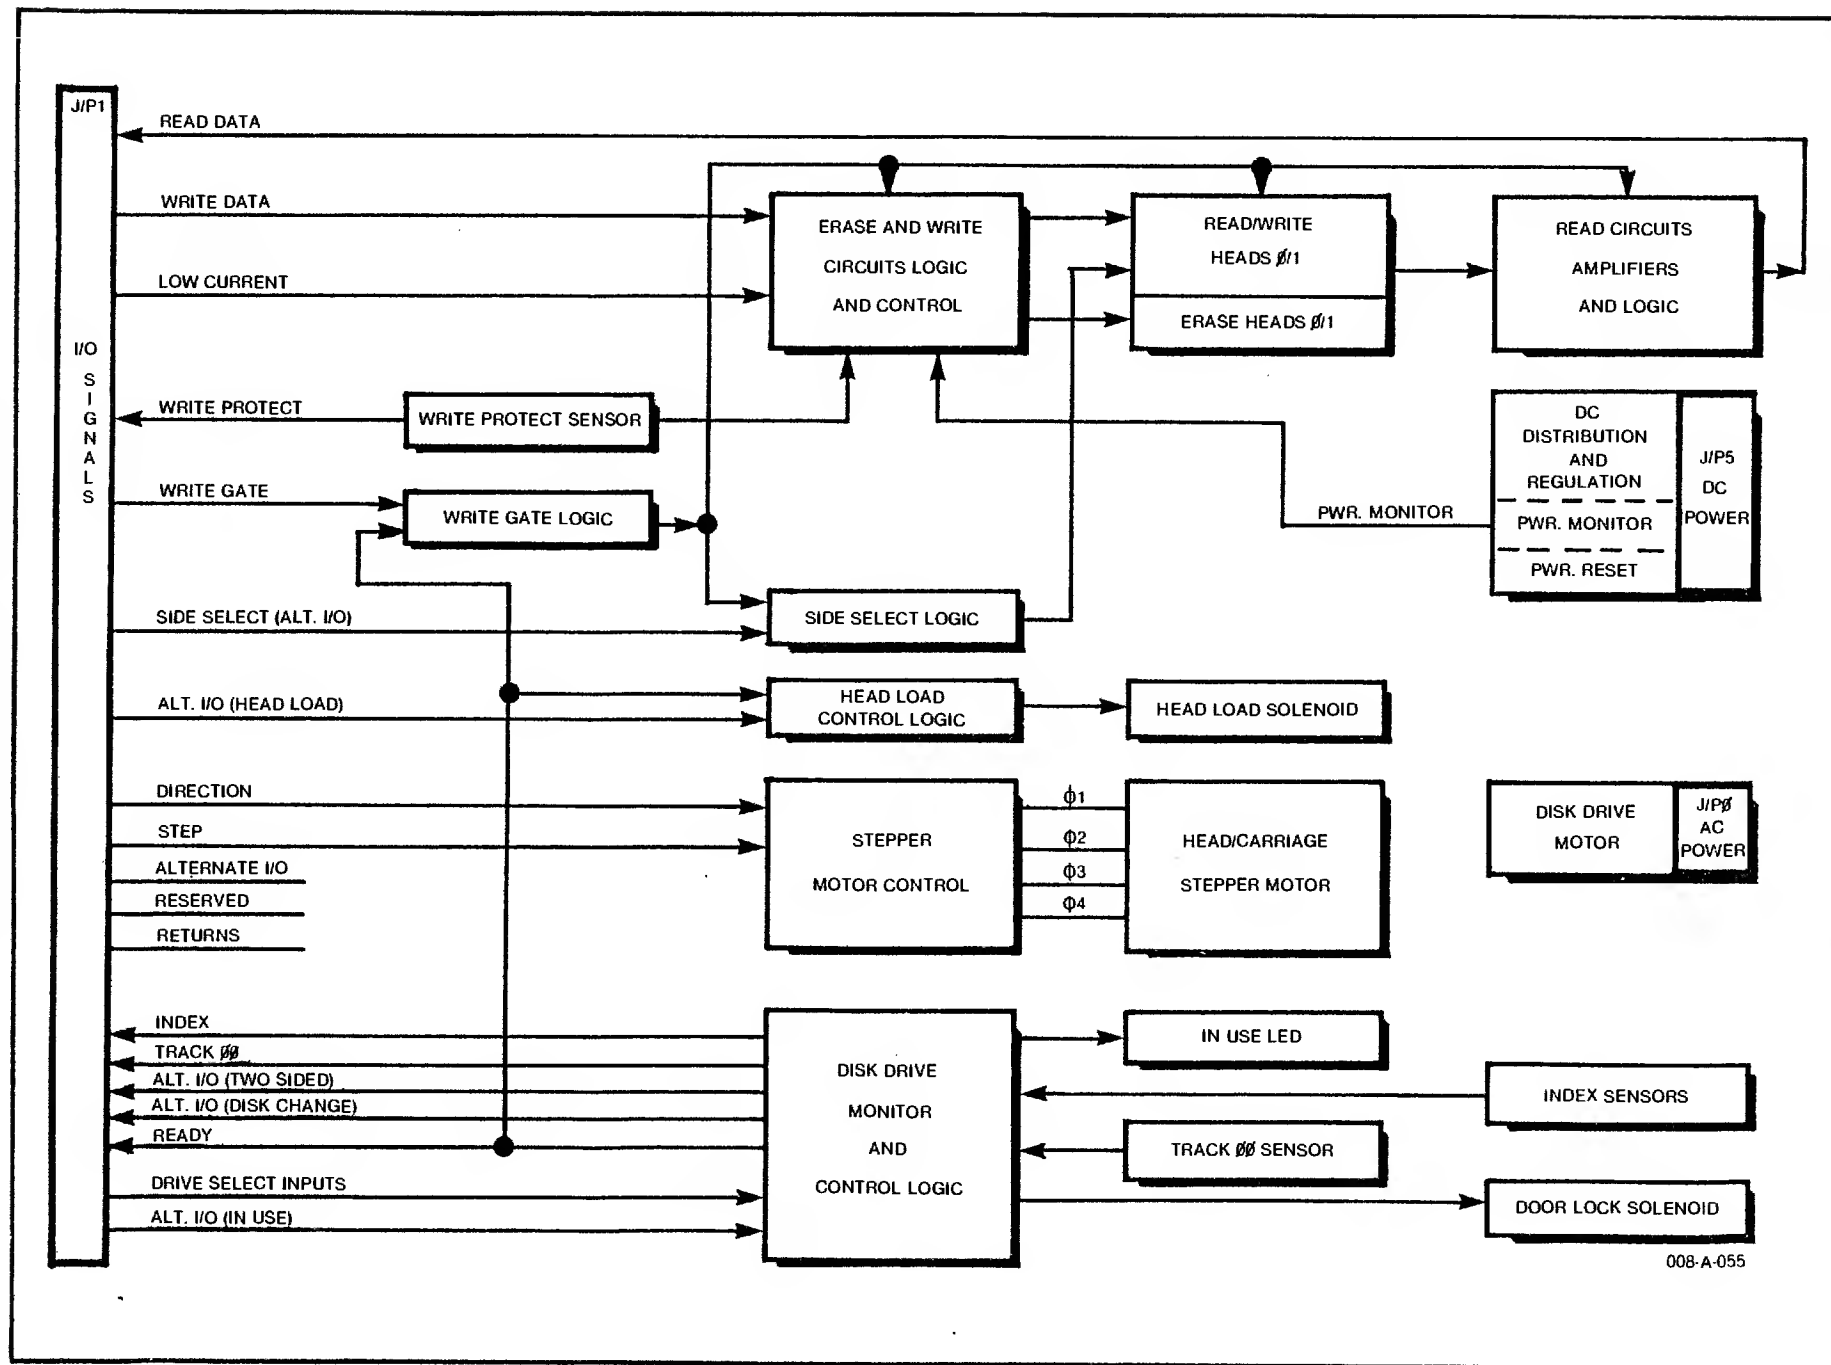 J/P1
I/O
SIGNALS
READ DATA
WRITE DATA
LOW CURRENT
WRITE PROTECT
WRITE GATE
SIDE SELECT (ALT. I/O)
ALT. I/O (HEAD LOAD)
DIRECTION
STEP
ALTERNATE I/O
RESERVED
RETURNS
INDEX
TRACK ØØ
ALT. I/O (TWO SIDED)
ALT. I/O (DISK CHANGE)
READY
DRIVE SELECT INPUTS
ALT. I/O (IN USE)
WRITE PROTECT SENSOR
WRITE GATE LOGIC
ERASE AND WRITE
CIRCUITS LOGIC
AND CONTROL
READ/WRITE
HEADS Ø/1
ERASE HEADS Ø/1
READ CIRCUITS
AMPLIFIERS
AND LOGIC
DC
DISTRIBUTION
AND
REGULATION
PWR. MONITOR
PWR. RESET
J/P5
DC
POWER
PWR. MONITOR
SIDE SELECT LOGIC
HEAD LOAD
CONTROL LOGIC
HEAD LOAD SOLENOID
STEPPER
MOTOR CONTROL
ϕ1
ϕ2
ϕ3
ϕ4
HEAD/CARRIAGE
STEPPER MOTOR
DISK DRIVE
MOTOR
J/PØ
AC
POWER
DISK DRIVE
MONITOR
AND
CONTROL LOGIC
IN USE LED
INDEX SENSORS
TRACK ØØ SENSOR
DOOR LOCK SOLENOID
008-A-055